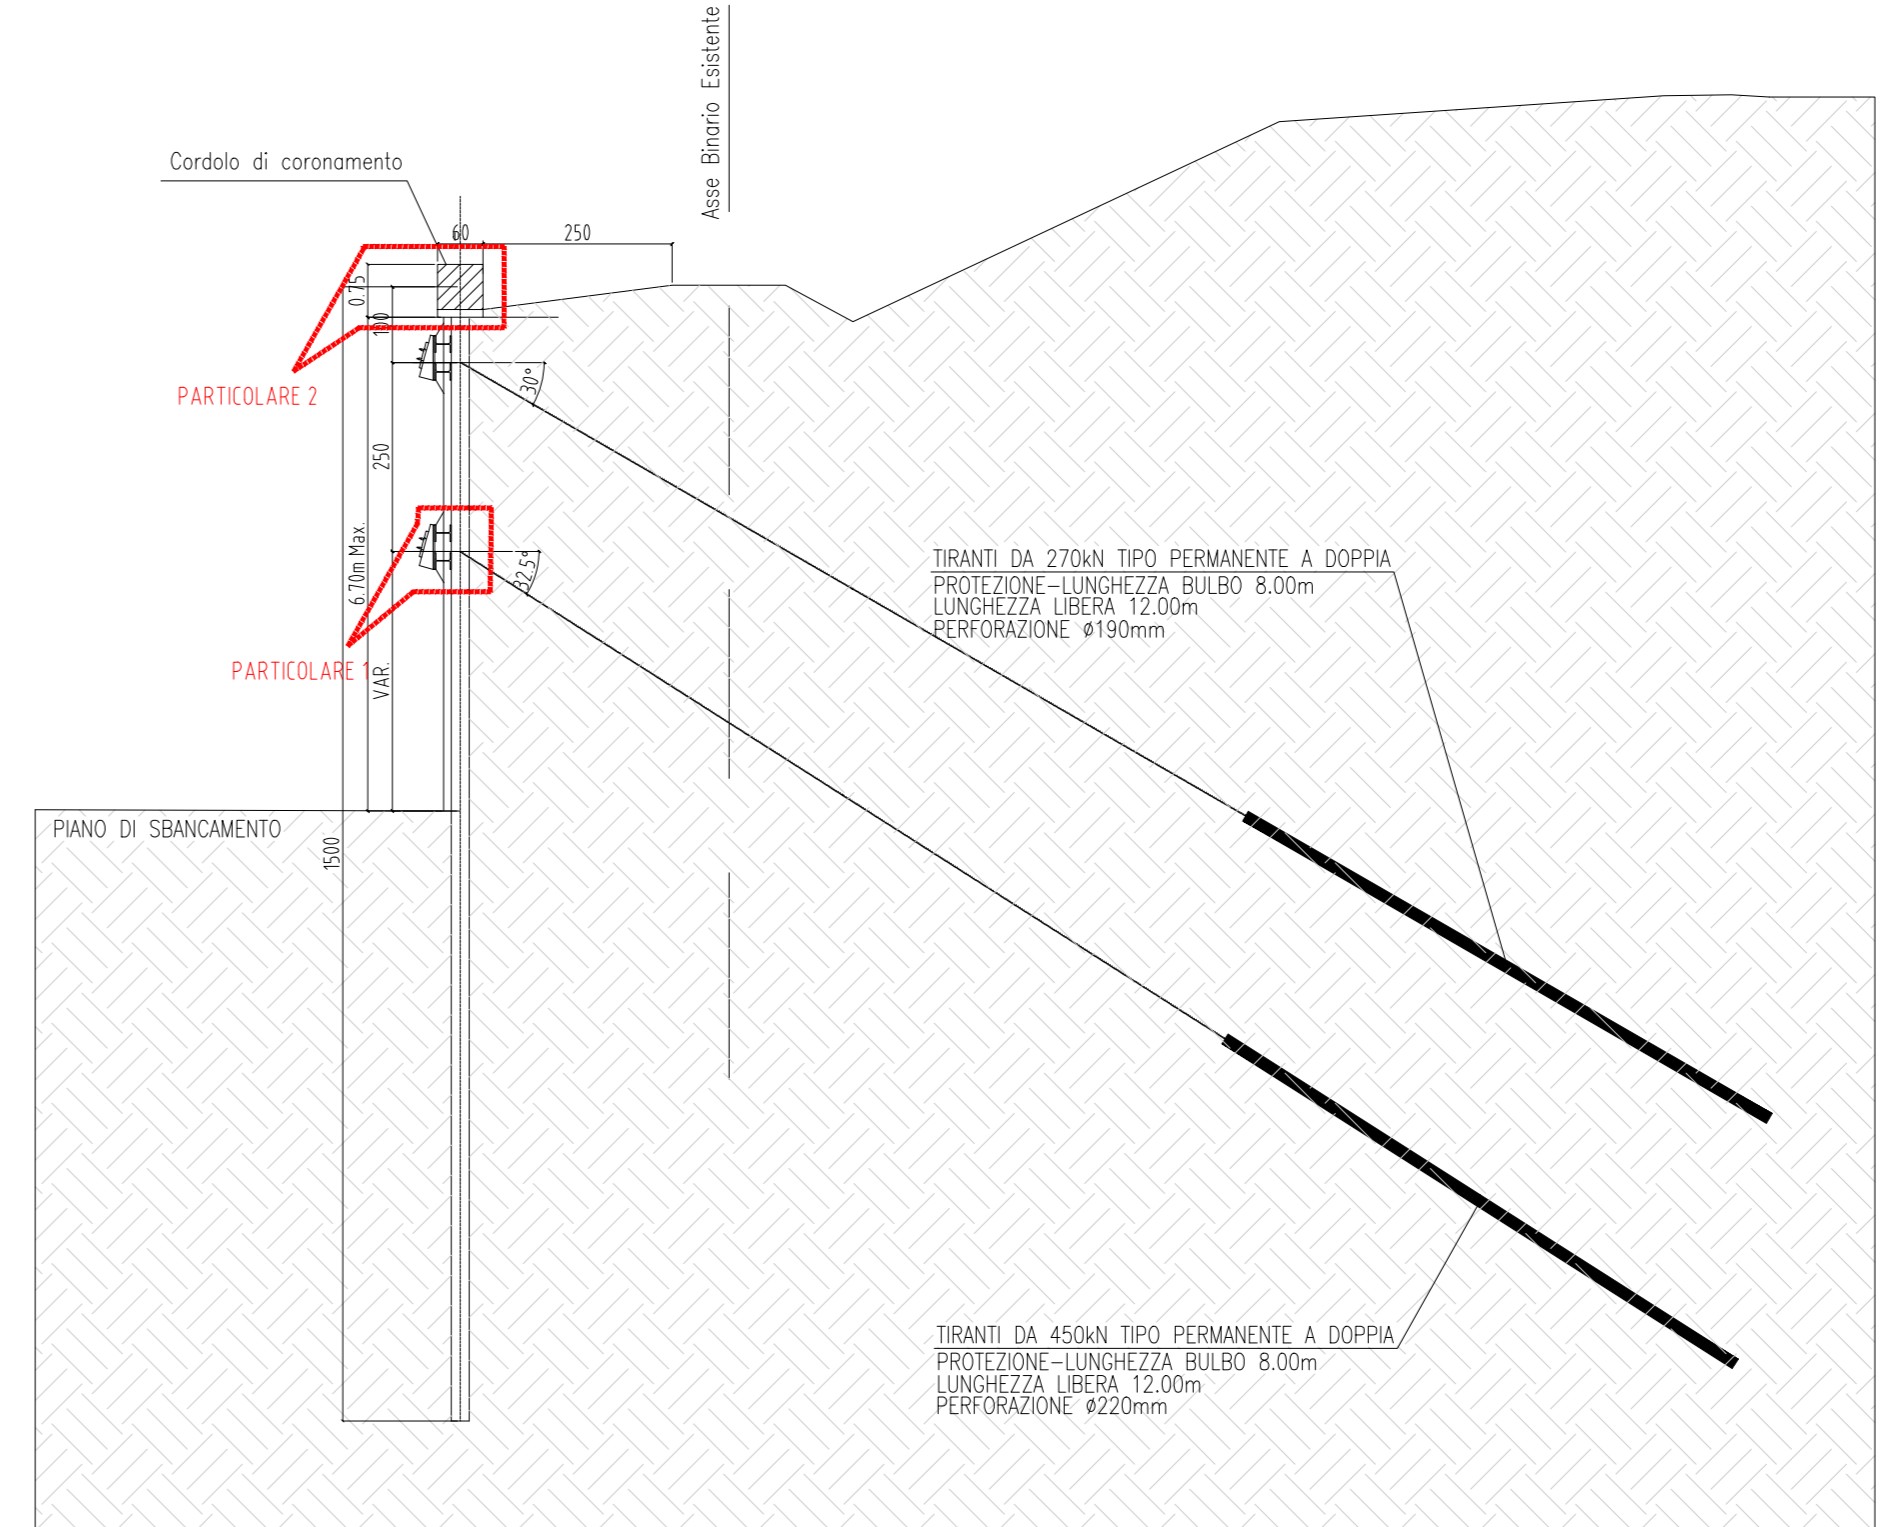 Asse Binario Esistente
Cordolo di coronamento
60
250
0.75
100
30°
PARTICOLARE 2
250
6.70m Max.
32.5°
TIRANTI DA 270kN TIPO PERMANENTE A DOPPIA
PROTEZIONE-LUNGHEZZA BULBO 8.00m
LUNGHEZZA LIBERA 12.00m
PERFORAZIONE Ø190mm
PARTICOLARE 1
VAR.
PIANO DI SBANCAMENTO
1500
TIRANTI DA 450kN TIPO PERMANENTE A DOPPIA
PROTEZIONE-LUNGHEZZA BULBO 8.00m
LUNGHEZZA LIBERA 12.00m
PERFORAZIONE Ø220mm